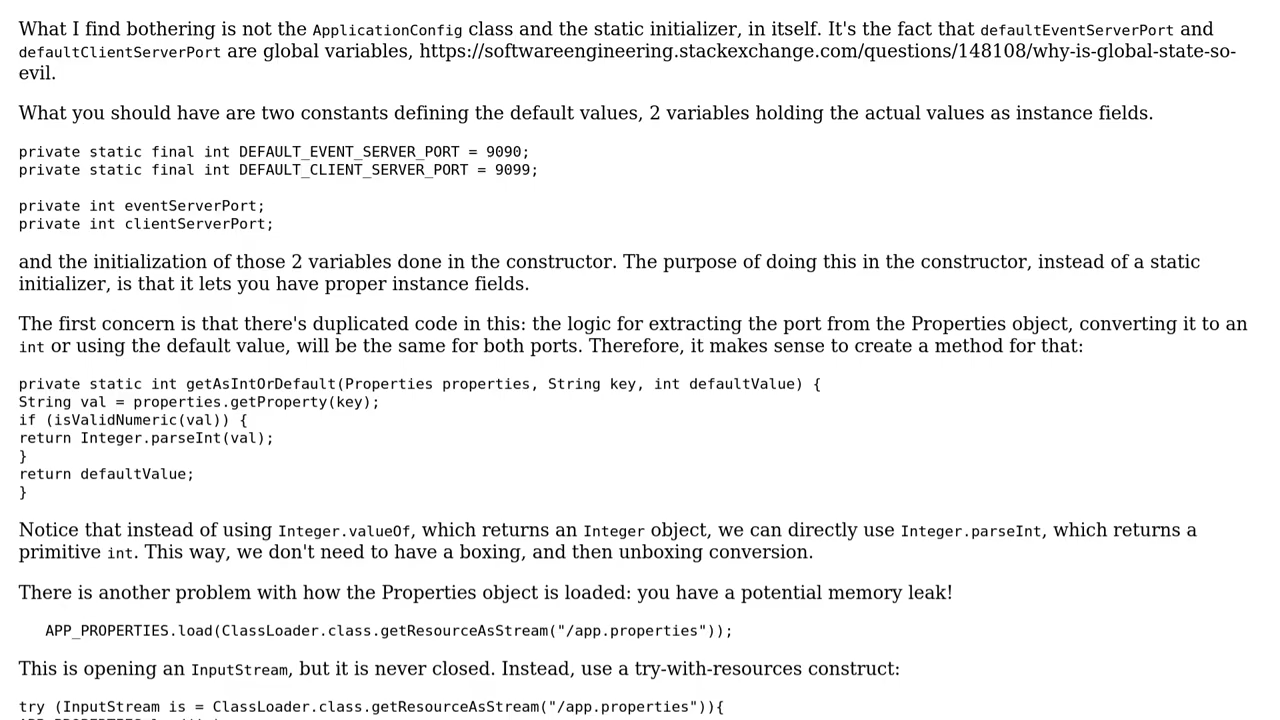 What I find bothering is not the ApplicationConfig class and the static initializer, in itself. It's the fact that defaultEventServerPort and
defaultClientServerPort are global variables, https://softwareengineering.stackexchange.com/questions/148108/why-is-global-state-so-
evil.
What you should have are two constants defining the default values, 2 variables holding the actual values as instance fields.
private static final int DEFAULT_EVENT_SERVER_PORT = 9090;
private static final int DEFAULT_CLIENT_SERVER_PORT = 9099;
private int eventServerPort;
private int clientServerPort;
and the initialization of those 2 variables done in the constructor. The purpose of doing this in the constructor, instead of a static
initializer, is that it lets you have proper instance fields.
The first concern is that there's duplicated code in this: the logic for extracting the port from the Properties object, converting it to an
int or using the default value, will be the same for both ports. Therefore, it makes sense to create a method for that:
private static int getAsIntOrDefault(Properties properties, String key, int defaultValue) {
String val = properties.getProperty(key);
if (isValidNumeric(val)) {
return Integer.parseInt(val);
}
return defaultValue;
}
Notice that instead of using Integer.valueOf, which returns an Integer object, we can directly use Integer.parseInt, which returns a
primitive int. This way, we don't need to have a boxing, and then unboxing conversion.
There is another problem with how the Properties object is loaded: you have a potential memory leak!
APP_PROPERTIES.load(ClassLoader.class.getResourceAsStream("/app.properties"));
This is opening an InputStream, but it is never closed. Instead, use a try-with-resources construct:
try (InputStream is = ClassLoader.class.getResourceAsStream("/app.properties")){